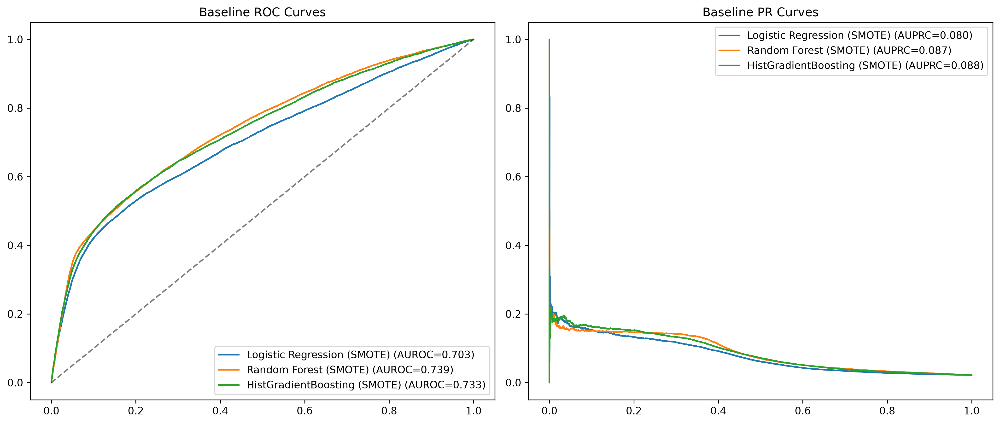 Baseline ROC Curves
1.0
0.8
0.6
0.4
0.2
0.0
Logistic Regression (SMOTE) (AUROC=0.703)
Random Forest (SMOTE) (AUROC=0.739)
HistGradientBoosting (SMOTE) (AUROC=0.733)
0.0 0.2 0.4 0.6 0.8 1.0
Baseline PR Curves
Logistic Regression (SMOTE) (AUPRC=0.080)
Random Forest (SMOTE) (AUPRC=0.087)
HistGradientBoosting (SMOTE) (AUPRC=0.088)
1.0
0.8
0.6
0.4
0.2
0.0
0.0 0.2 0.4 0.6 0.8 1.0